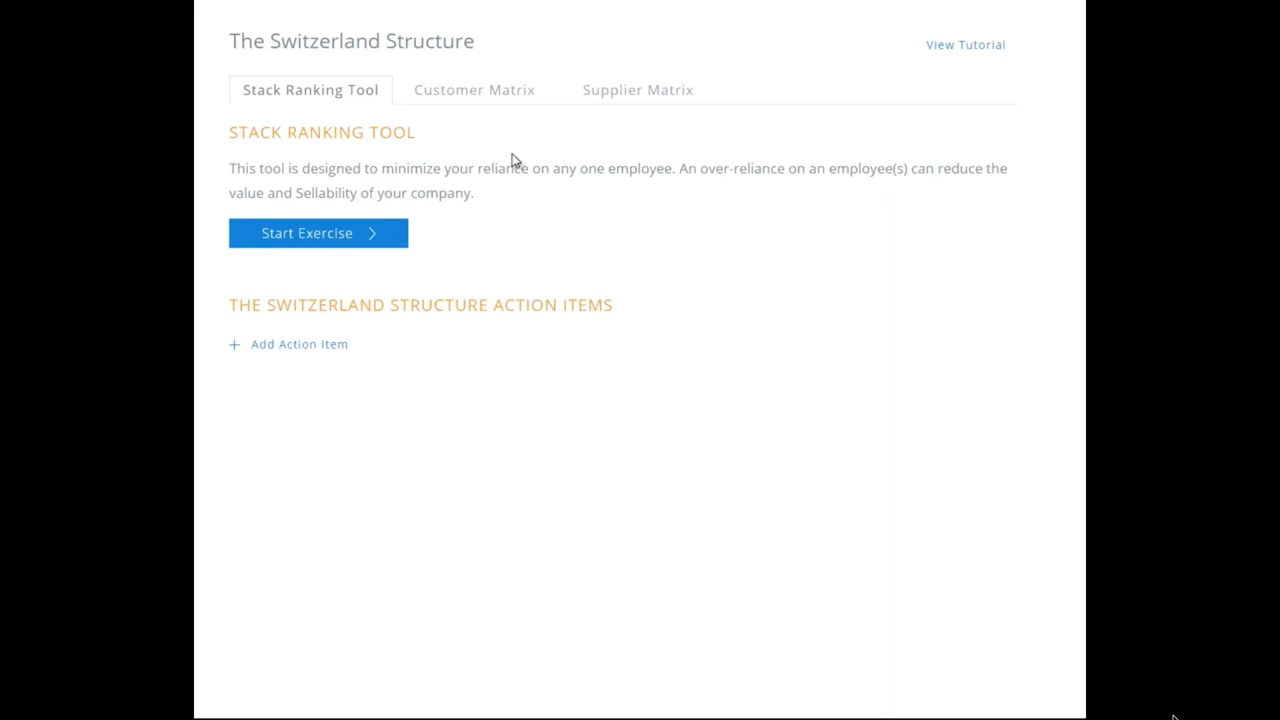 The Switzerland Structure
View Tutorial
Stack Ranking Tool
Customer Matrix
Supplier Matrix
STACK RANKING TOOL
This tool is designed to minimize your reliance on any one employee. An over-reliance on an employee(s) can reduce the
value and Sellability of your company.
Start Exercise
THE SWITZERLAND STRUCTURE ACTION ITEMS
+ Add Action Item